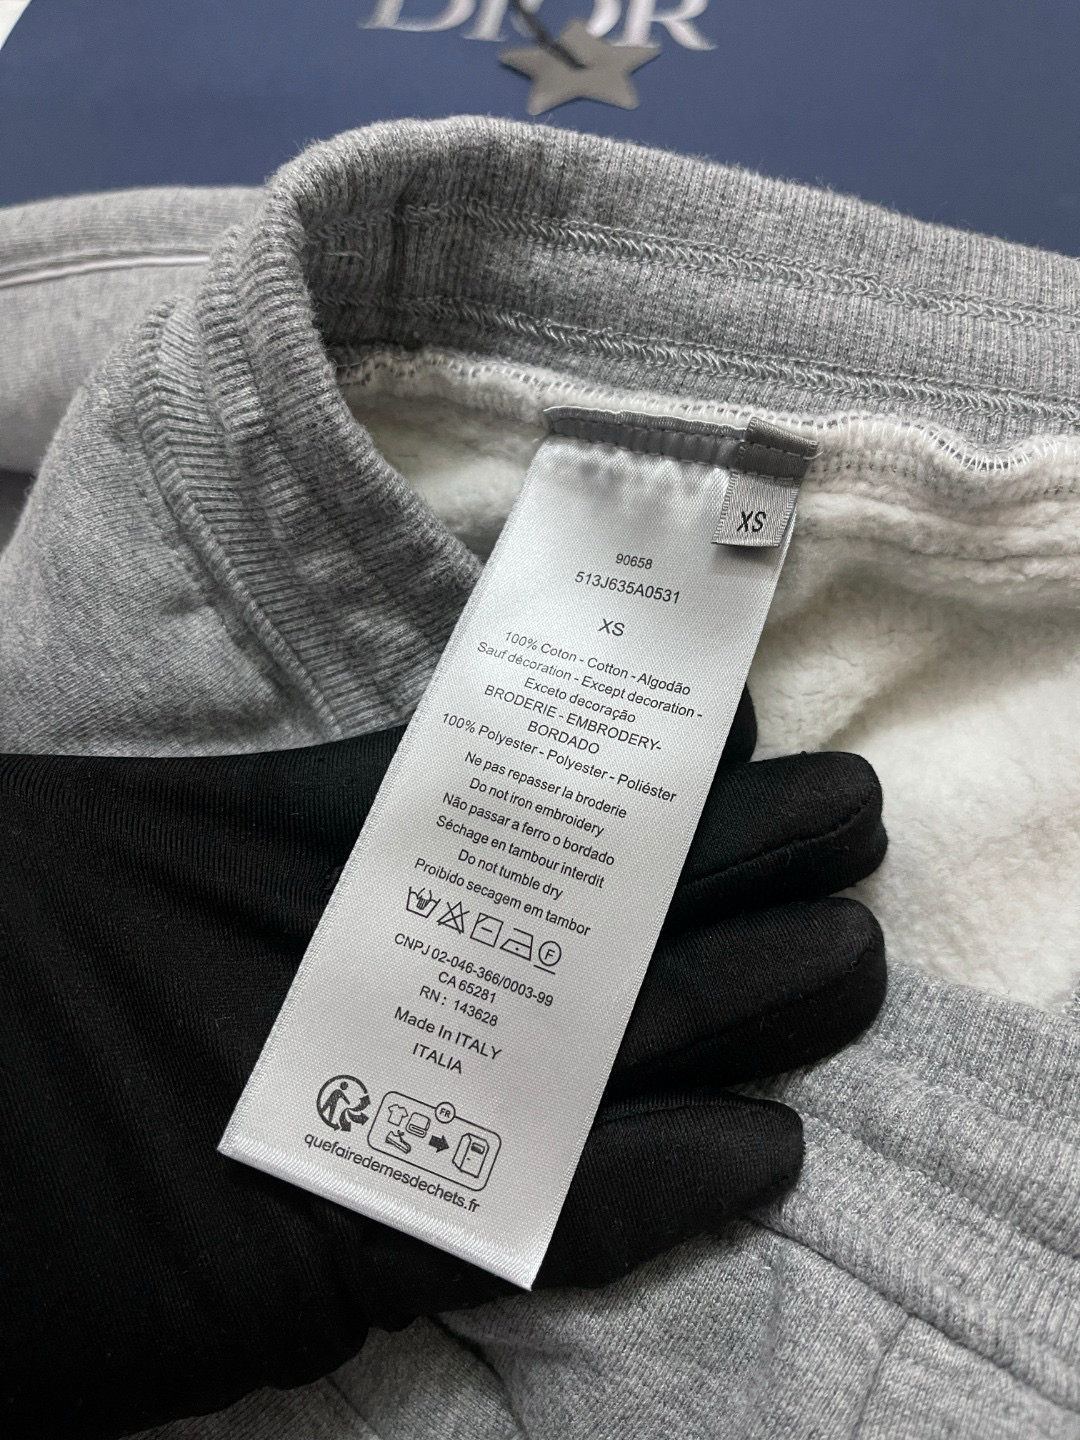 DIOR
XS
90658
513J635A0531
XS
100% Coton - Cotton - Algodão
Sauf décoration - Except decoration -
Exceto decoração
BRODERIE - EMBRODERY-
BORDADO
100% Polyester - Polyester - Poliéster
Ne pas repasser la broderie
Do not iron embroidery
Não passar a ferro o bordado
Séchage en tambour interdit
Do not tumble dry
Proibido secagem em tambor
F
CNPJ 02-046-366/0003-99
CA 65281
RN: 143628
Made In ITALY
ITALIA
FR
quefairedemesdechets.fr